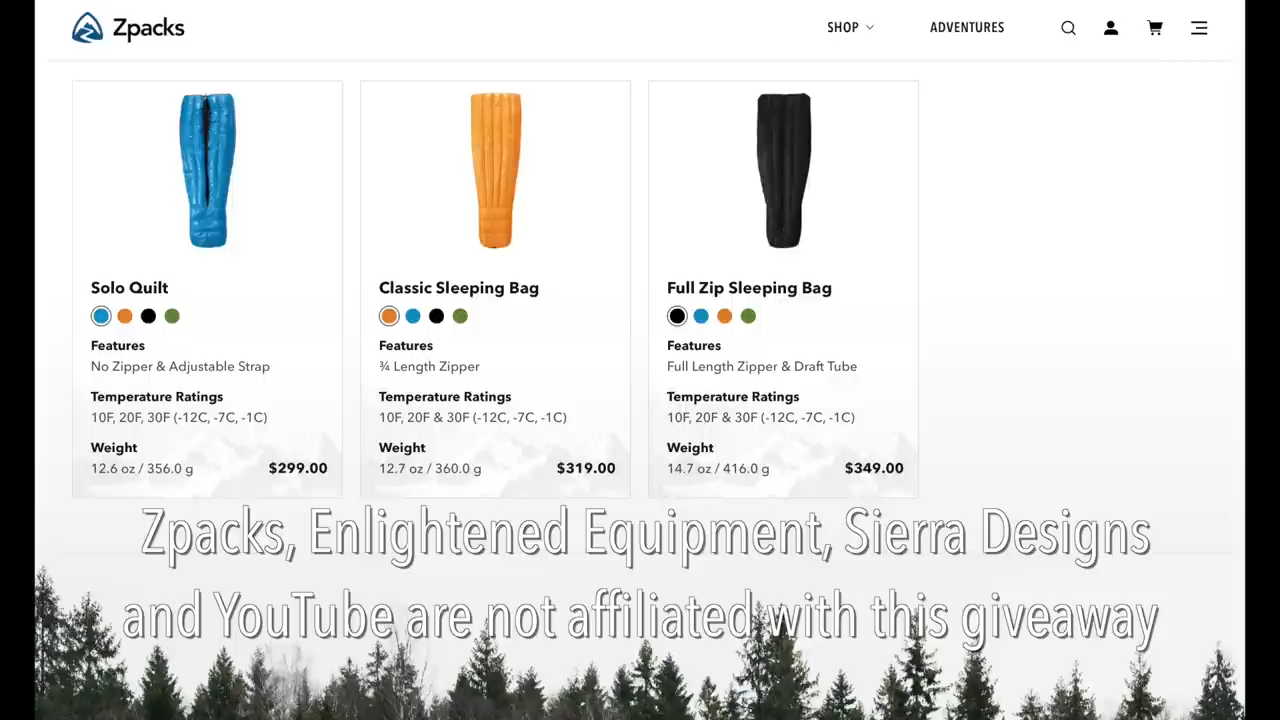 Zpacks
SHOP
ADVENTURES
Solo Quilt
Features
No Zipper & Adjustable Strap
Temperature Ratings
10F, 20F, 30F (-12C, -7C, -1C)
Weight
12.6 oz / 356.0 g
$299.00
Classic Sleeping Bag
Features
¾ Length Zipper
Temperature Ratings
10F, 20F & 30F (-12C, -7C, -1C)
Weight
12.7 oz / 360.0 g
$319.00
Full Zip Sleeping Bag
Features
Full Length Zipper & Draft Tube
Temperature Ratings
10F, 20F & 30F (-12C, -7C, -1C)
Weight
14.7 oz / 416.0 g
$349.00
Zpacks, Enlightened Equipment, Sierra Designs
and YouTube are not affiliated with this giveaway